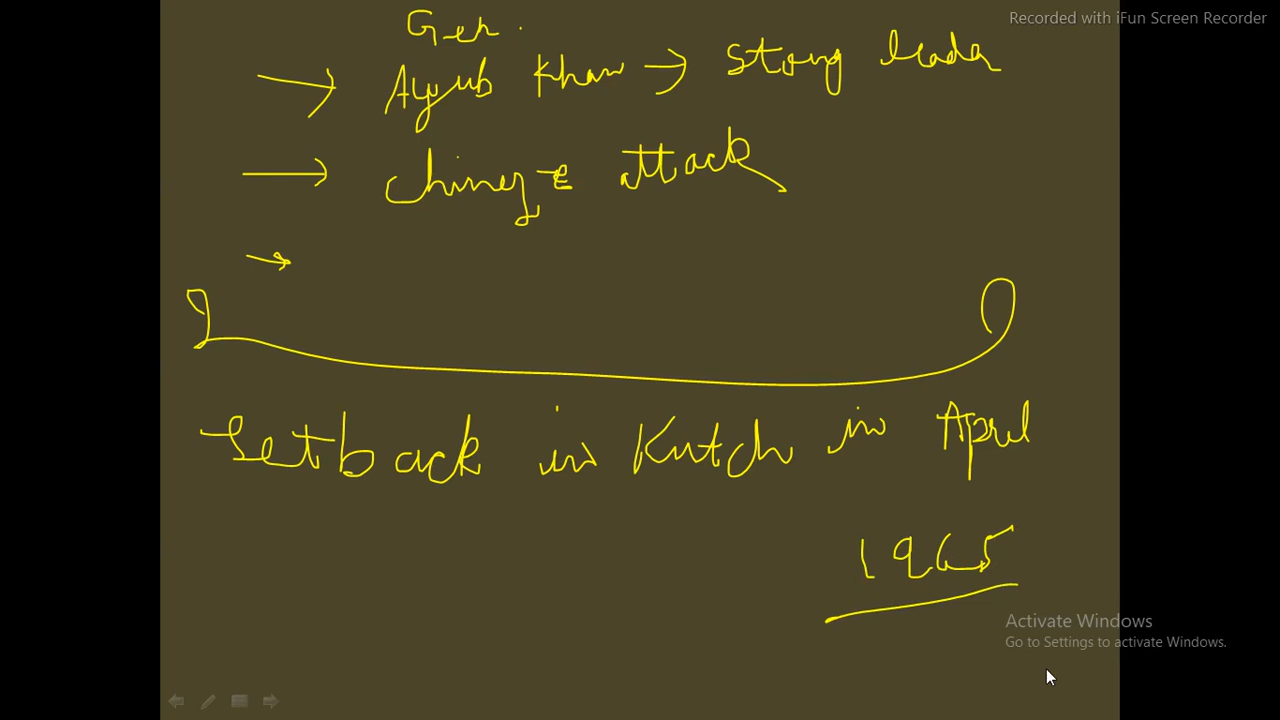 Recorded with iFun Screen Recorder
Gen.
→ Ayub Khan → Strong leader
→ Chinese attack
→
Setback in Kutch in April
1965
Activate Windows
Go to Settings to activate Windows.